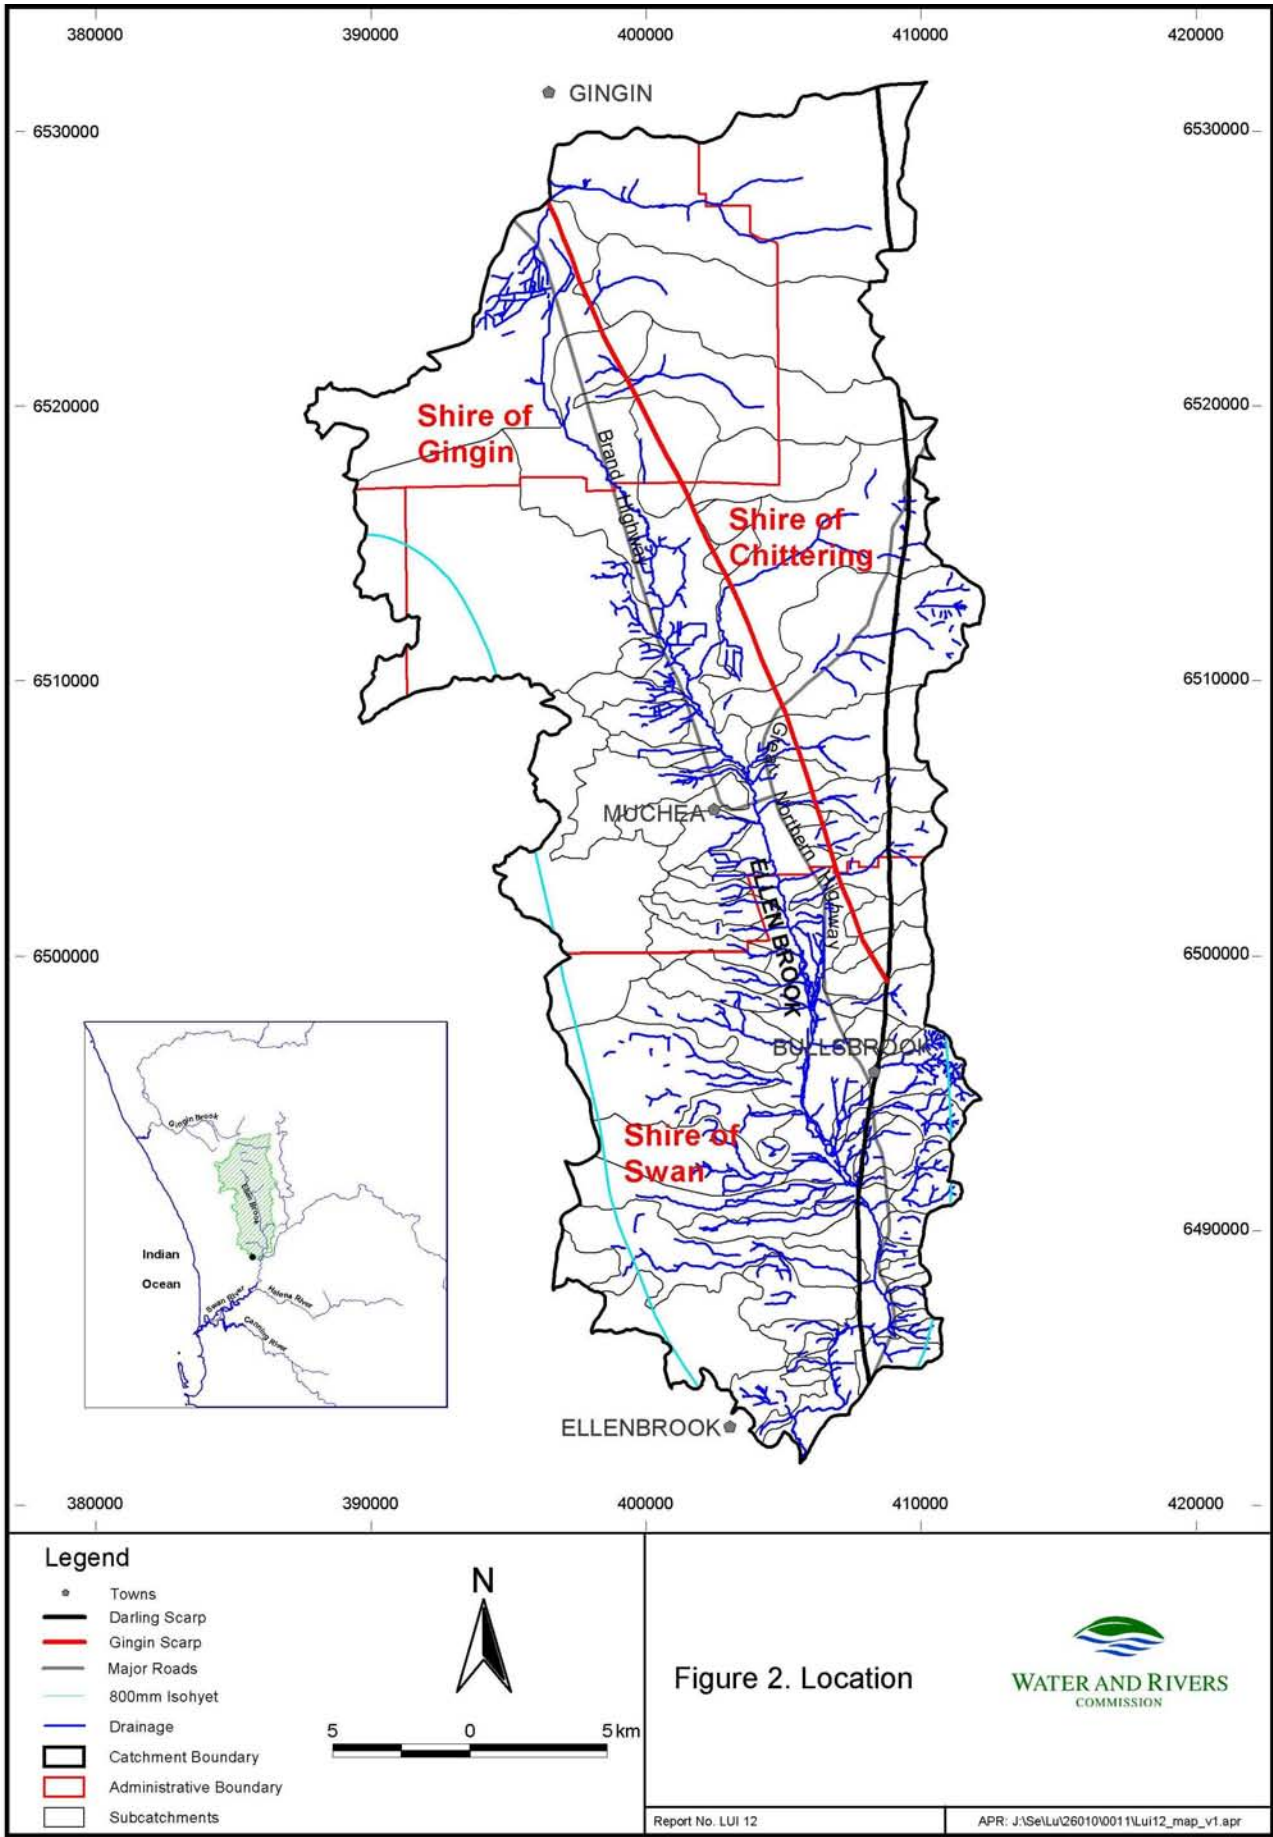 380000
390000
400000
410000
420000
GINGIN
6530000
6530000
6520000
6520000
Shire of
Gingin
Brand Highway
Shire of
Chittering
6510000
6510000
Great Northern Highway
MUCHEA
ELLEN BROOK
6500000
6500000
BULLSBROOK
Gingin Brook
Ellen Brook
Shire of
Swan
6490000
6490000
Indian
Ocean
Swan River
Helena River
Canning River
ELLENBROOK
380000
390000
400000
410000
420000
Legend
Towns
Darling Scarp
Gingin Scarp
Major Roads
800mm Isohyet
Drainage
Catchment Boundary
Administrative Boundary
Subcatchments
N
5 0 5 km
Figure 2. Location
WATER AND RIVERS
COMMISSION
Report No. LUI 12
APR: J:\Se\Lu\26010\0011\Lui12_map_v1.apr